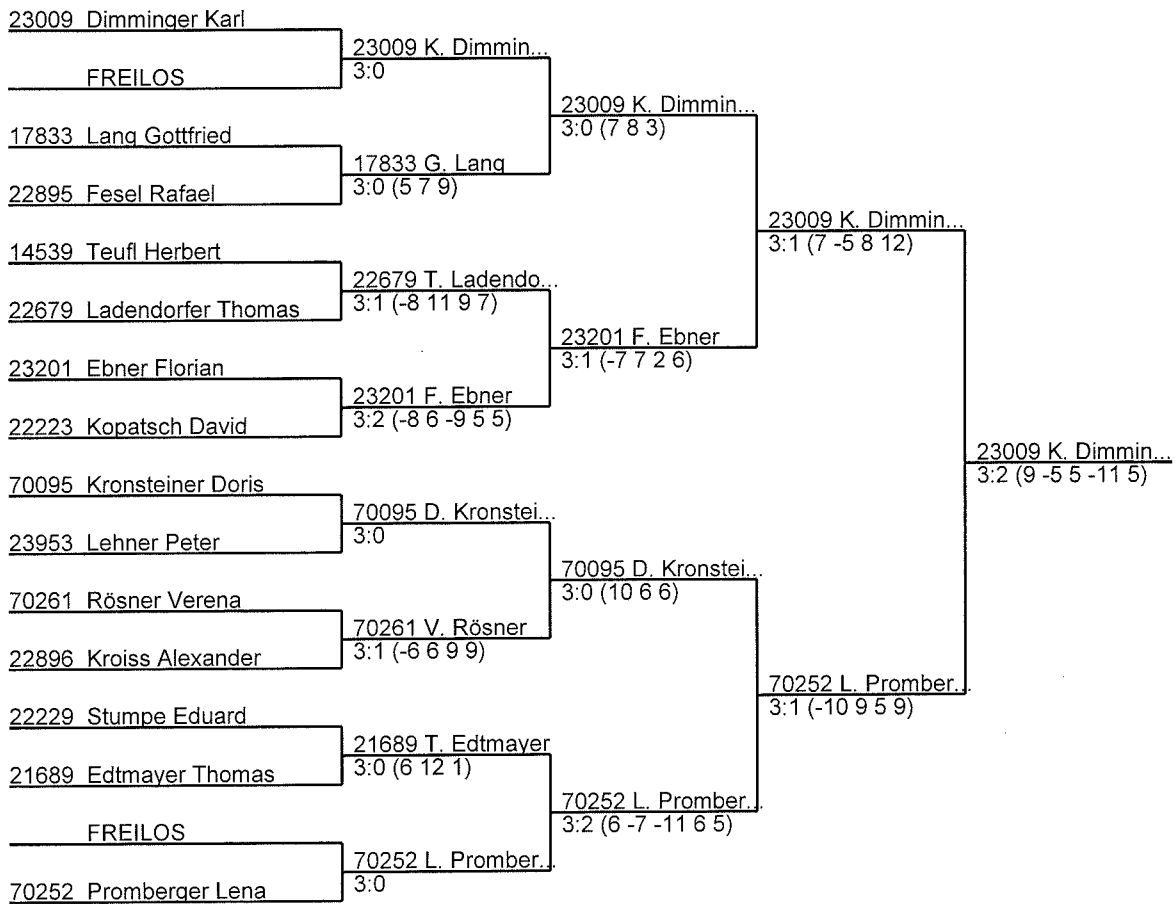 23009 Dimminger Karl
FREILOS
17833 Lang Gottfried
22895 Fesel Rafael
14539 Teufl Herbert
22679 Ladendorfer Thomas
23201 Ebner Florian
22223 Kopatsch David
70095 Kronsteiner Doris
23953 Lehner Peter
70261 Rösner Verena
22896 Kroiss Alexander
22229 Stumpe Eduard
21689 Edtmayer Thomas
FREILOS
70252 Promberger Lena
23009 K. Dimmin...
3:0
17833 G. Lang
3:0 (5 7 9)
22679 T. Ladendo...
3:1 (-8 11 9 7)
23201 F. Ebner
3:2 (-8 6 -9 5 5)
70095 D. Kronstei...
3:0
70261 V. Rösner
3:1 (-6 6 9 9)
21689 T. Edtmayer
3:0 (6 12 1)
70252 L. Promber...
3:0
23009 K. Dimmin...
3:0 (7 8 3)
23201 F. Ebner
3:1 (-7 7 2 6)
70095 D. Kronstei...
3:0 (10 6 6)
70252 L. Promber...
3:2 (6 -7 -11 6 5)
23009 K. Dimmin...
3:1 (7 -5 8 12)
70252 L. Promber...
3:1 (-10 9 5 9)
23009 K. Dimmin...
3:2 (9 -5 5 -11 5)